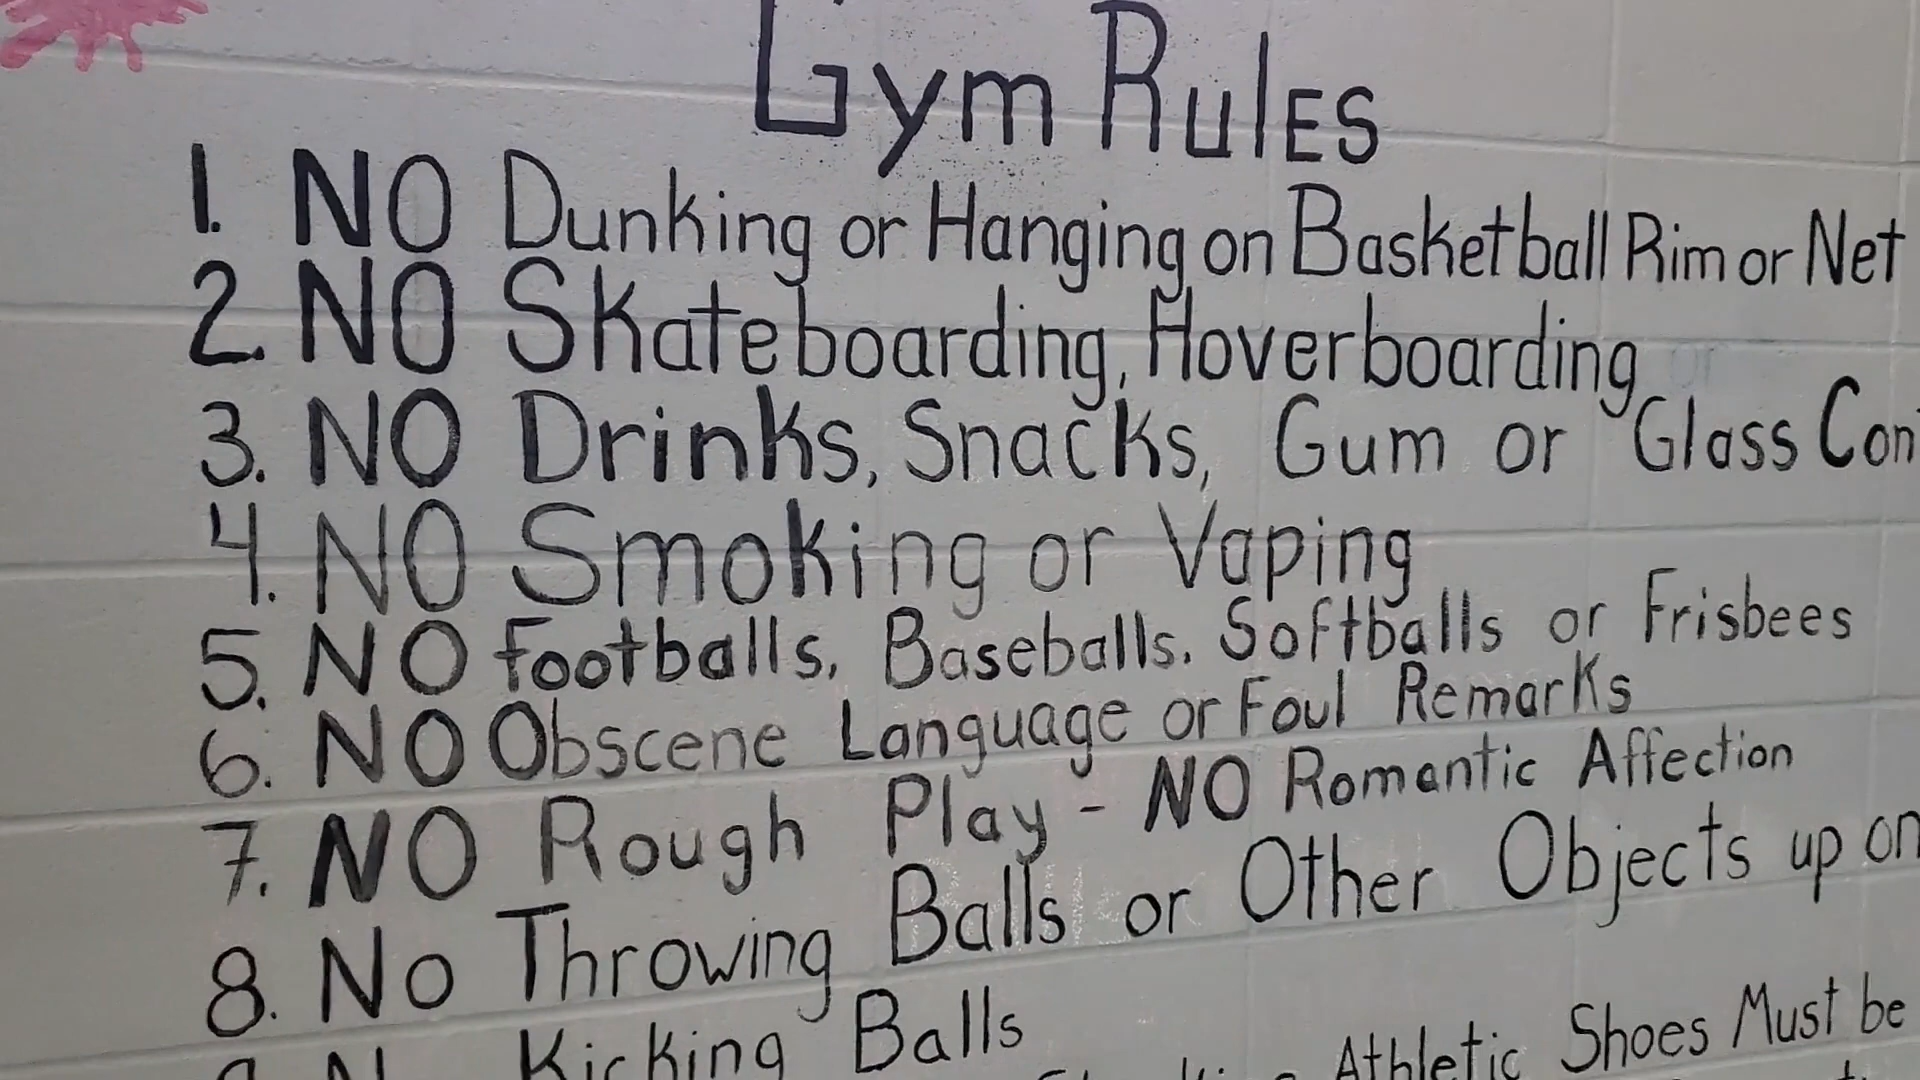 Gym RulES
1. NO Dunking or Hanging on Basketball Rim or Net
2. NO Skateboarding, Hoverboarding or
3. NO Drinks, Snacks, Gum or Glass Con
4. NO Smoking or Vaping
5. NO footballs, Baseballs, Softballs or Frisbees
6. NO Obscene Language or Foul Remarks
7. NO Rough Play - NO Romantic Affection
8. No Throwing Balls or Other Objects up on
Kicking Balls
Athletic Shoes Must be